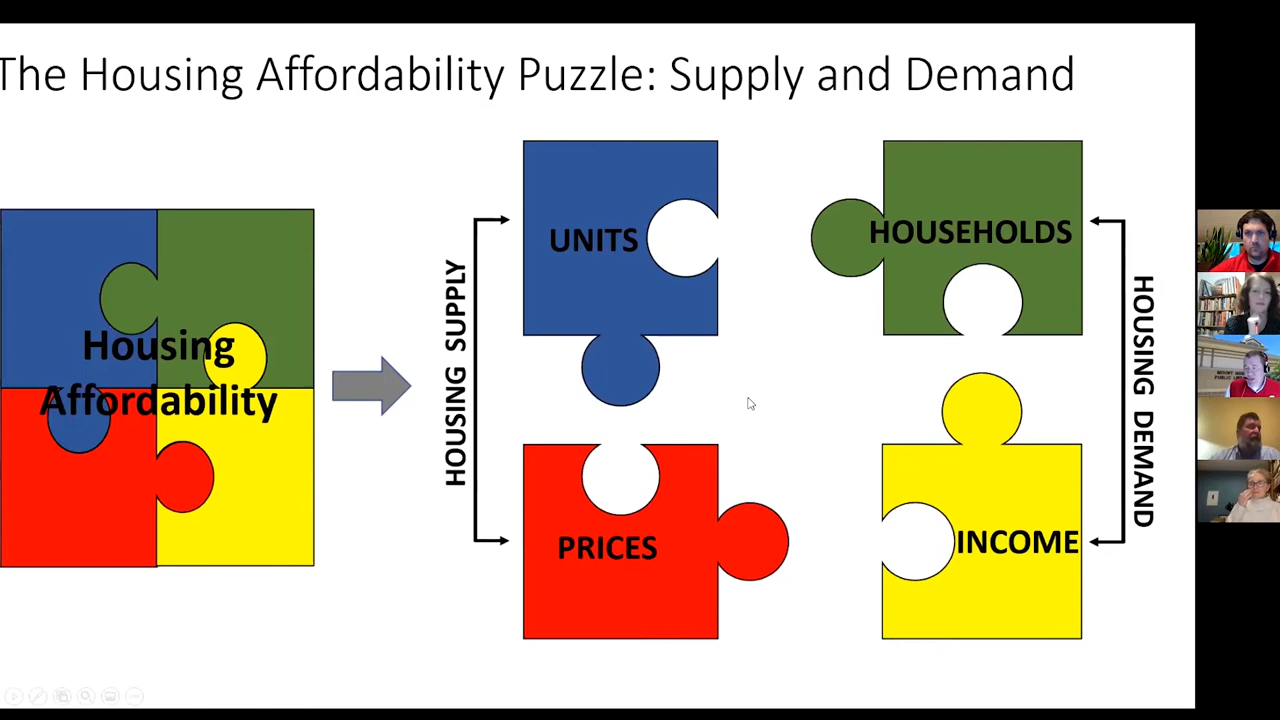 The Housing Affordability Puzzle: Supply and Demand
Housing
Affordability
HOUSING SUPPLY
UNITS
PRICES
HOUSEHOLDS
INCOME
HOUSING DEMAND